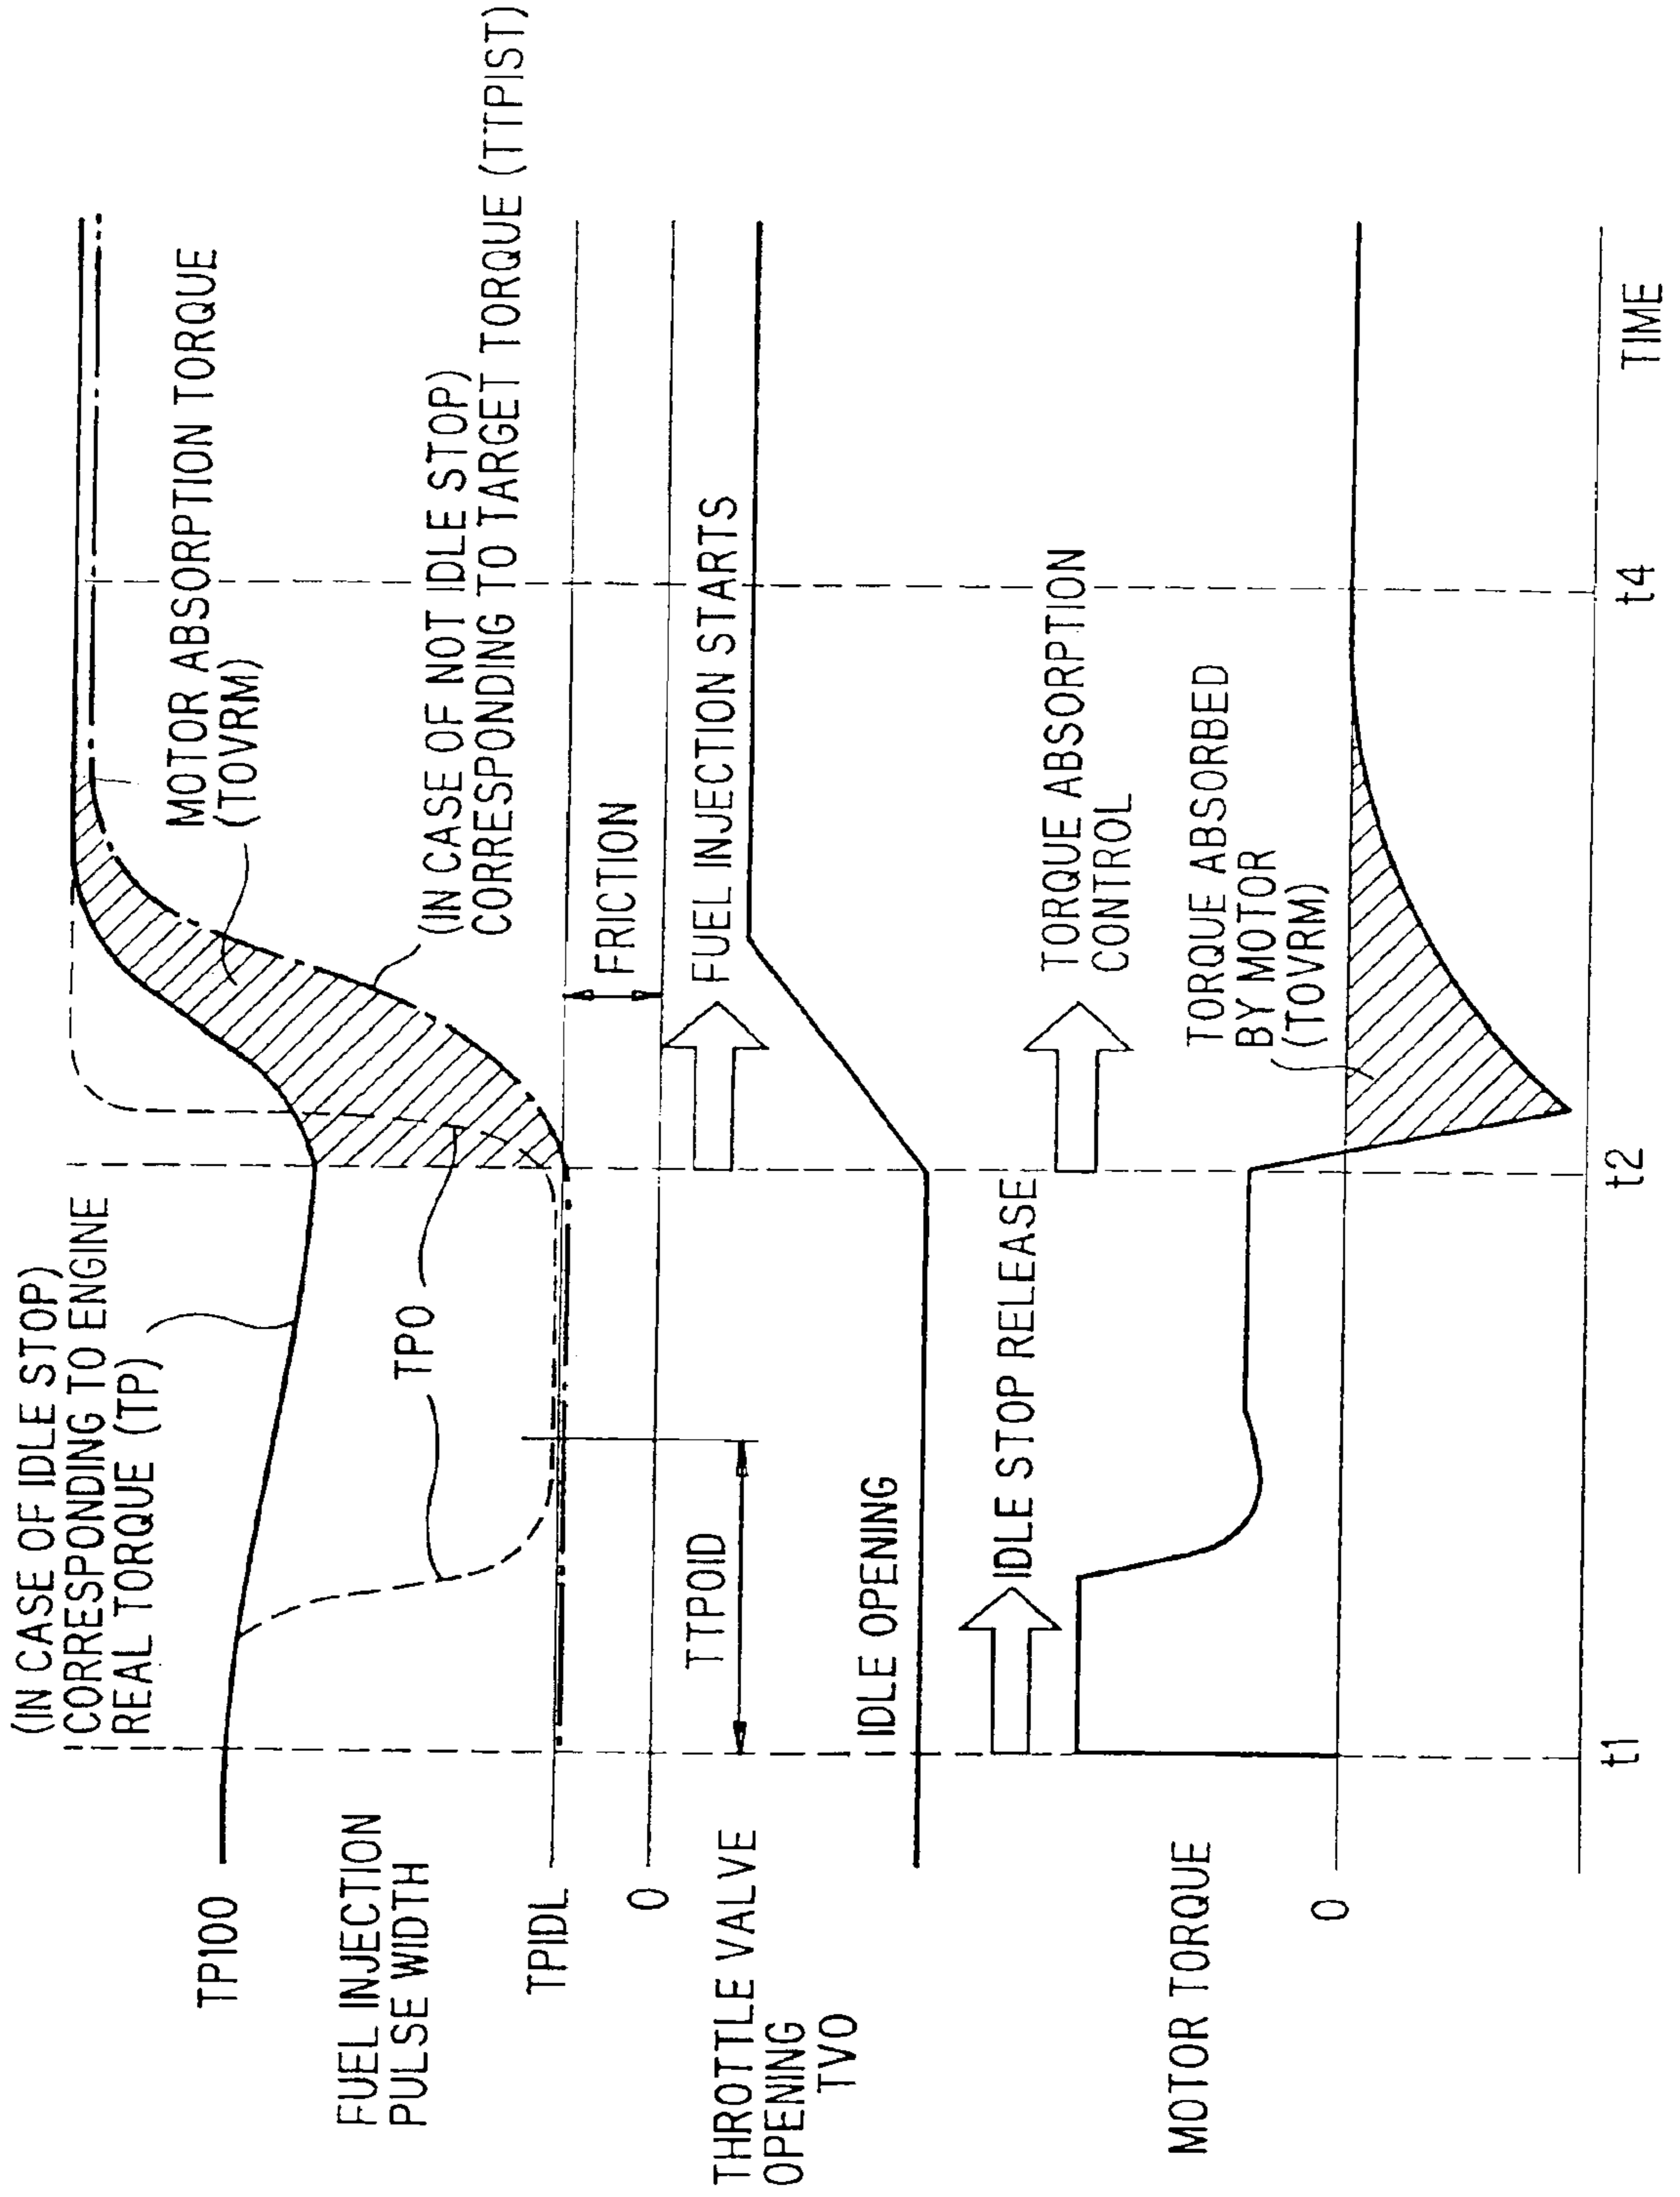 (IN CASE OF IDLE STOP)
CORRESPONDING TO ENGINE
REAL TORQUE (TP)
MOTOR ABSORPTION TORQUE
(TOVRM)
(IN CASE OF NOT IDLE STOP)
CORRESPONDING TO TARGET TORQUE (TTPIST)
TP100
FUEL INJECTION
PULSE WIDTH
TPO
TPIDL
FRICTION
0
TTPOID
FUEL INJECTION STARTS
THROTTLE VALVE
OPENING
TVO
IDLE OPENING
IDLE STOP RELEASE
TORQUE ABSORPTION
CONTROL
MOTOR TORQUE
TORQUE ABSORBED
BY MOTOR
(TOVRM)
0
t1
t2
t4
TIME